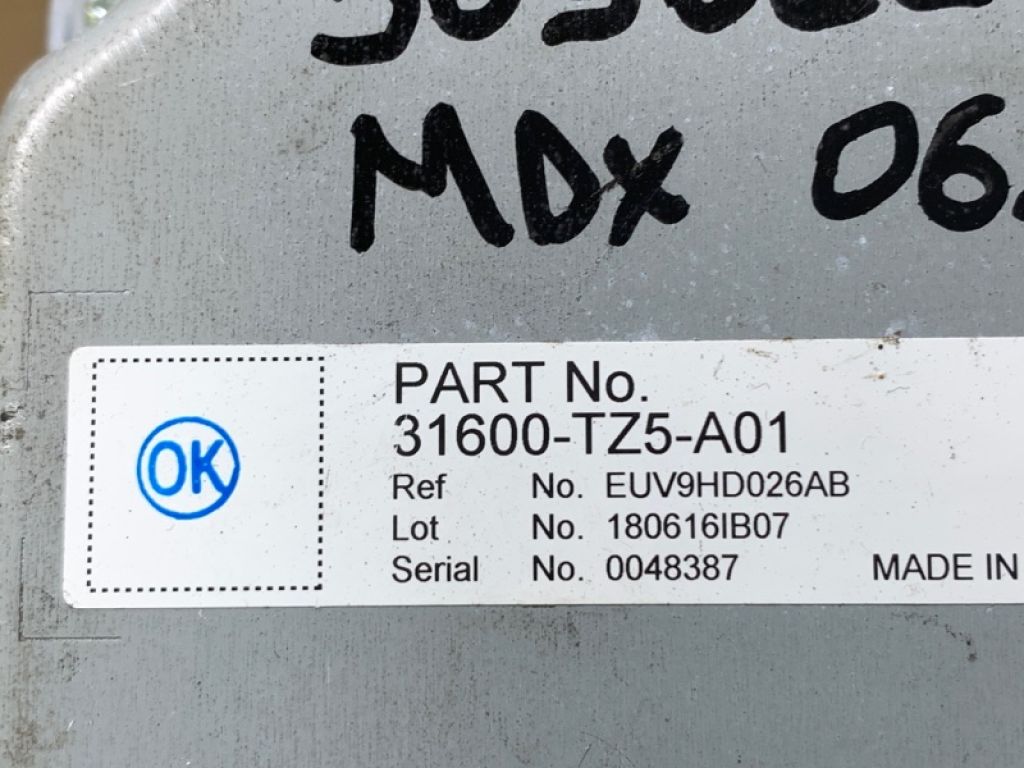 MDX 06.
OK
PART No.
31600-TZ5-A01
Ref No. EUV9HD026AB
Lot No. 180616IB07
Serial No. 0048387 MADE IN